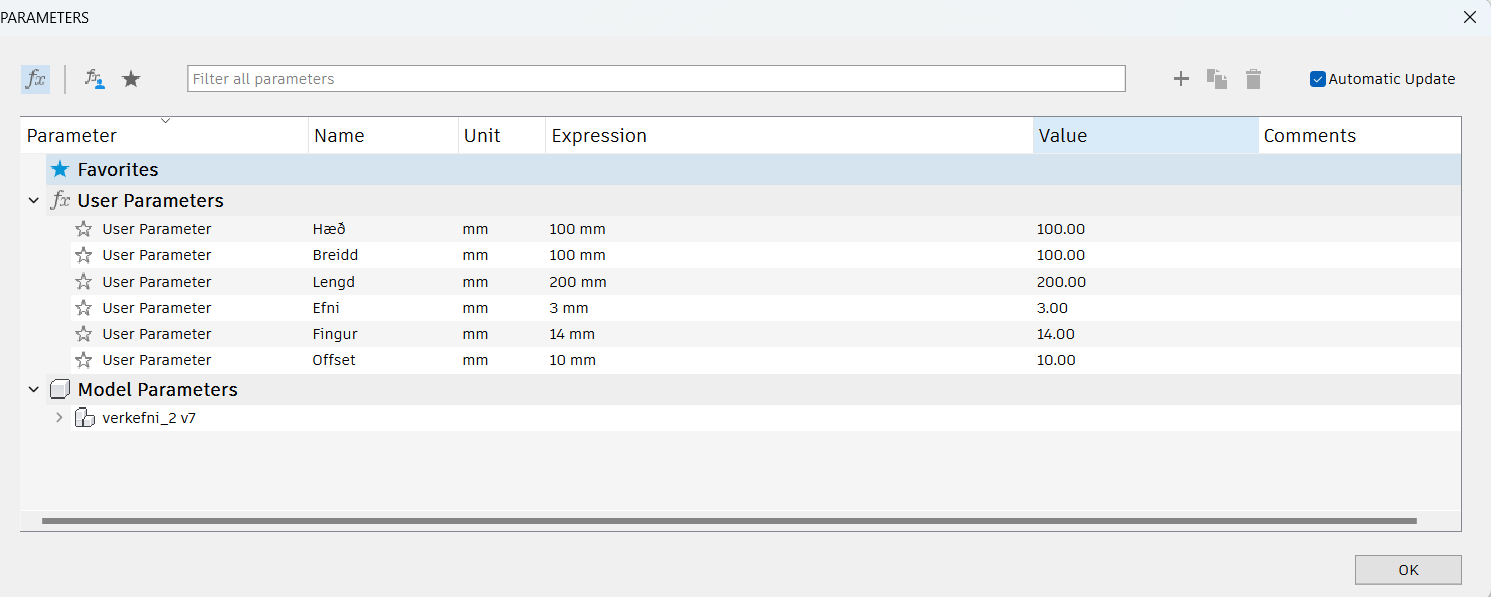 PARAMETERS
fx fx Filter all parameters Automatic Update
Parameter Name Unit Expression Value Comments
Favorites
fx User Parameters
User Parameter Hæð mm 100 mm 100.00
User Parameter Breidd mm 100 mm 100.00
User Parameter Lengd mm 200 mm 200.00
User Parameter Efni mm 3 mm 3.00
User Parameter Fingur mm 14 mm 14.00
User Parameter Offset mm 10 mm 10.00
Model Parameters
verkefni_2 v7
OK